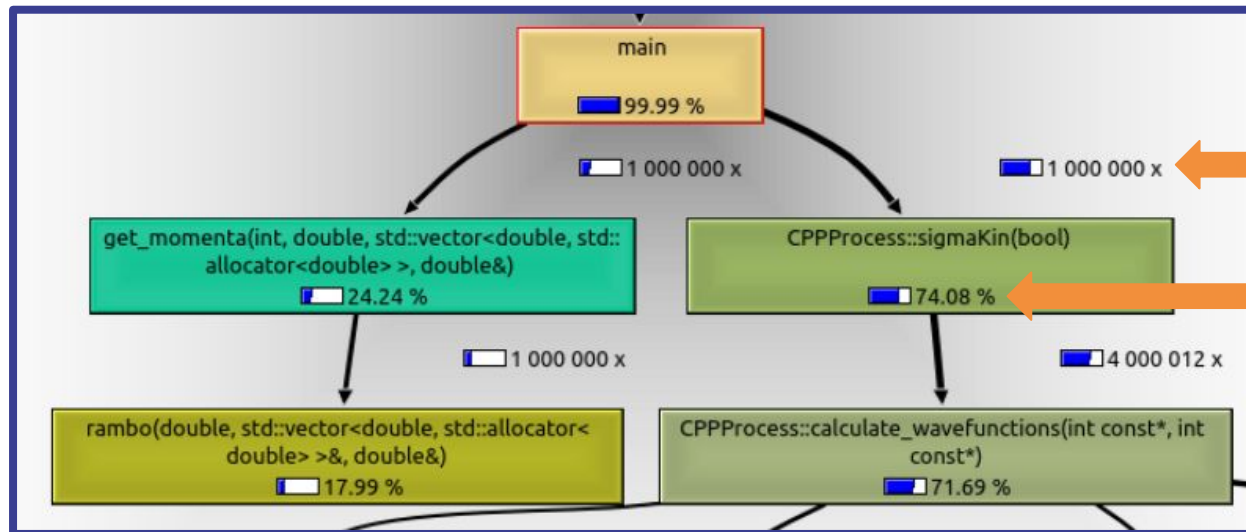 main
99.99 %
1 000 000 x
1 000 000 x
get_momenta(int, double, std::vector<double, std::
allocator<double> >, double&)
24.24 %
CPPProcess::sigmaKin(bool)
74.08 %
1 000 000 x
4 000 012 x
rambo(double, std::vector<double, std::allocator<
double> >&, double&)
17.99 %
CPPProcess::calculate_wavefunctions(int const*, int
const*)
71.69 %